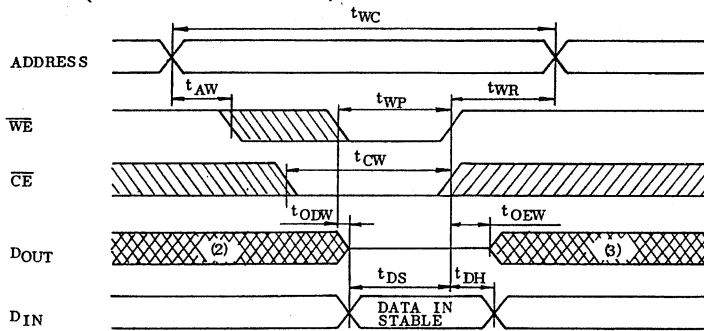 tWC
ADDRESS
tAW
tWP
tWR
WE
tCW
CE
tODW
tOEW
DOUT
(2)
(3)
tDS
tDH
DIN
DATA IN
STABLE